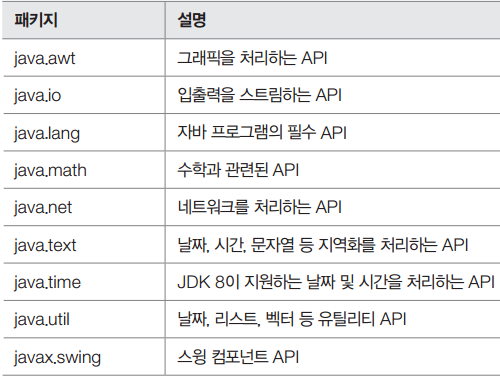 패키지 설명
java.awt 그래픽을 처리하는 API
java.io 입출력을 스트림하는 API
java.lang 자바 프로그램의 필수 API
java.math 수학과 관련된 API
java.net 네트워크를 처리하는 API
java.text 날짜, 시간, 문자열 등 지역화를 처리하는 API
java.time JDK 8이 지원하는 날짜 및 시간을 처리하는 API
java.util 날짜, 리스트, 벡터 등 유틸리티 API
javax.swing 스윙 컴포넌트 API